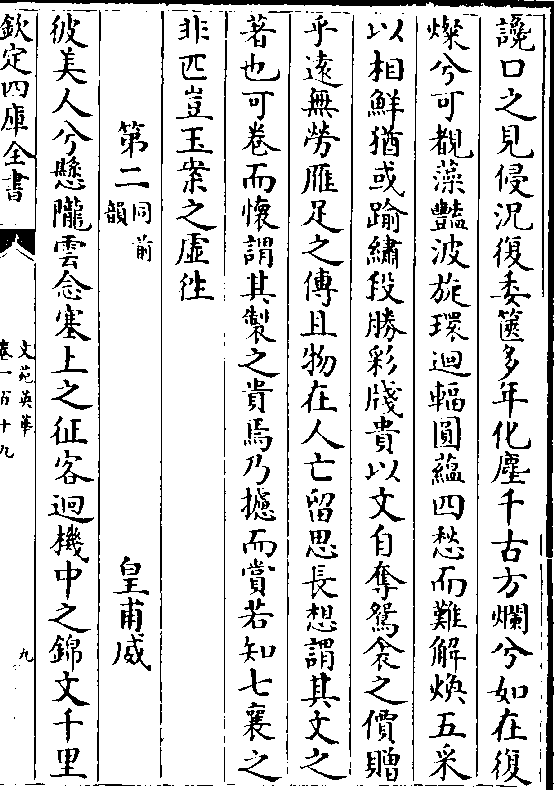 讒口之見侵況復委篋多年化塵千古方爛兮如在復
燦兮可觀藻豔波旋環迴輻圓蘊四愁而難解煥五采
以相鮮猶或踰繡段勝彩牋貴以文自奪鴛衾之價贈
乎遠無勞雁足之傳且物在人亡留思長想謂其文之
著也可卷而懷謂其製之貴焉乃攄而賞若知七襄之
非匹豈玉案之虛徃
第二同前韻 皇甫威
彼美人兮懸隴雲念塞上之征客迴機中之錦文千里
欽定四庫全書
文苑英華
卷一百十九
九